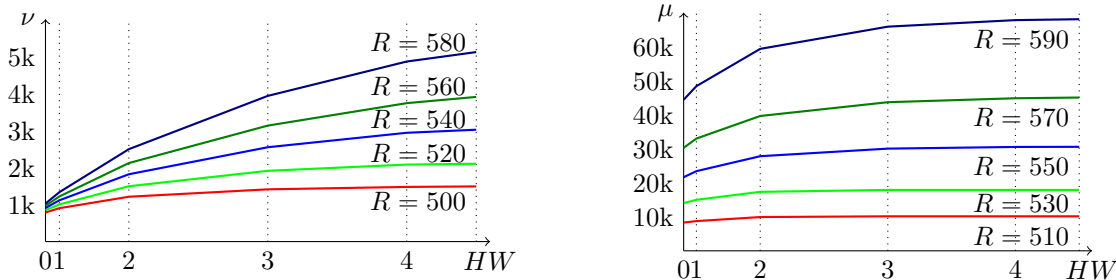 ν
5k
4k
3k
2k
1k
R = 580
R = 560
R = 540
R = 520
R = 500
01 2 3 4 HW
μ
60k
50k
40k
30k
20k
10k
R = 590
R = 570
R = 550
R = 530
R = 510
01 2 3 4 HW